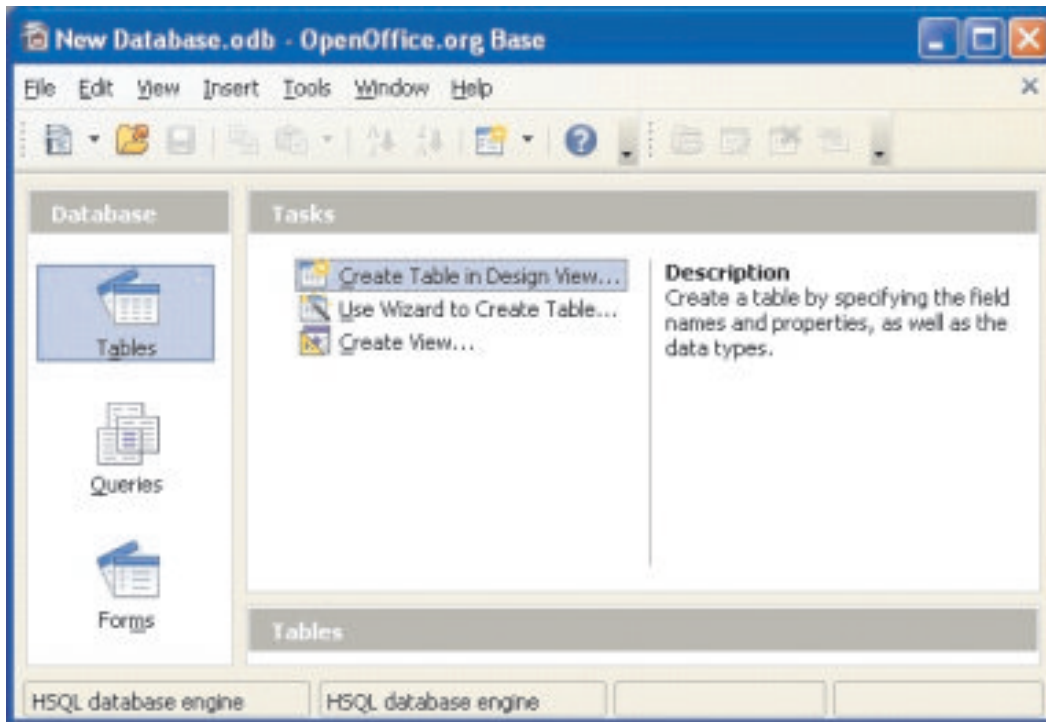 New Database.odb - OpenOffice.org Base
File Edit View Insert Tools Window Help
Database
Tasks
Tables
Queries
Forms
Create Table in Design View...
Use Wizard to Create Table...
Create View...
Description
Create a table by specifying the field
names and properties, as well as the
data types.
Tables
HSQL database engine
HSQL database engine